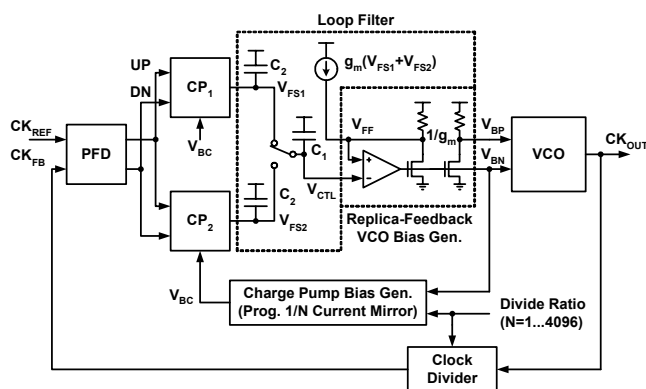 Loop Filter
UP
DN
CP1
C2
VFS1
gm(VFS1+VFS2)
CKREF
CKFB
PFD
VBC
C1
VFF
1/gm
VBP
VBN
VCO
CKOUT
+
-
VCTL
CP2
C2
VFS2
Replica-Feedback
VCO Bias Gen.
VBC
Charge Pump Bias Gen.
(Prog. 1/N Current Mirror)
Divide Ratio
(N=1...4096)
Clock
Divider